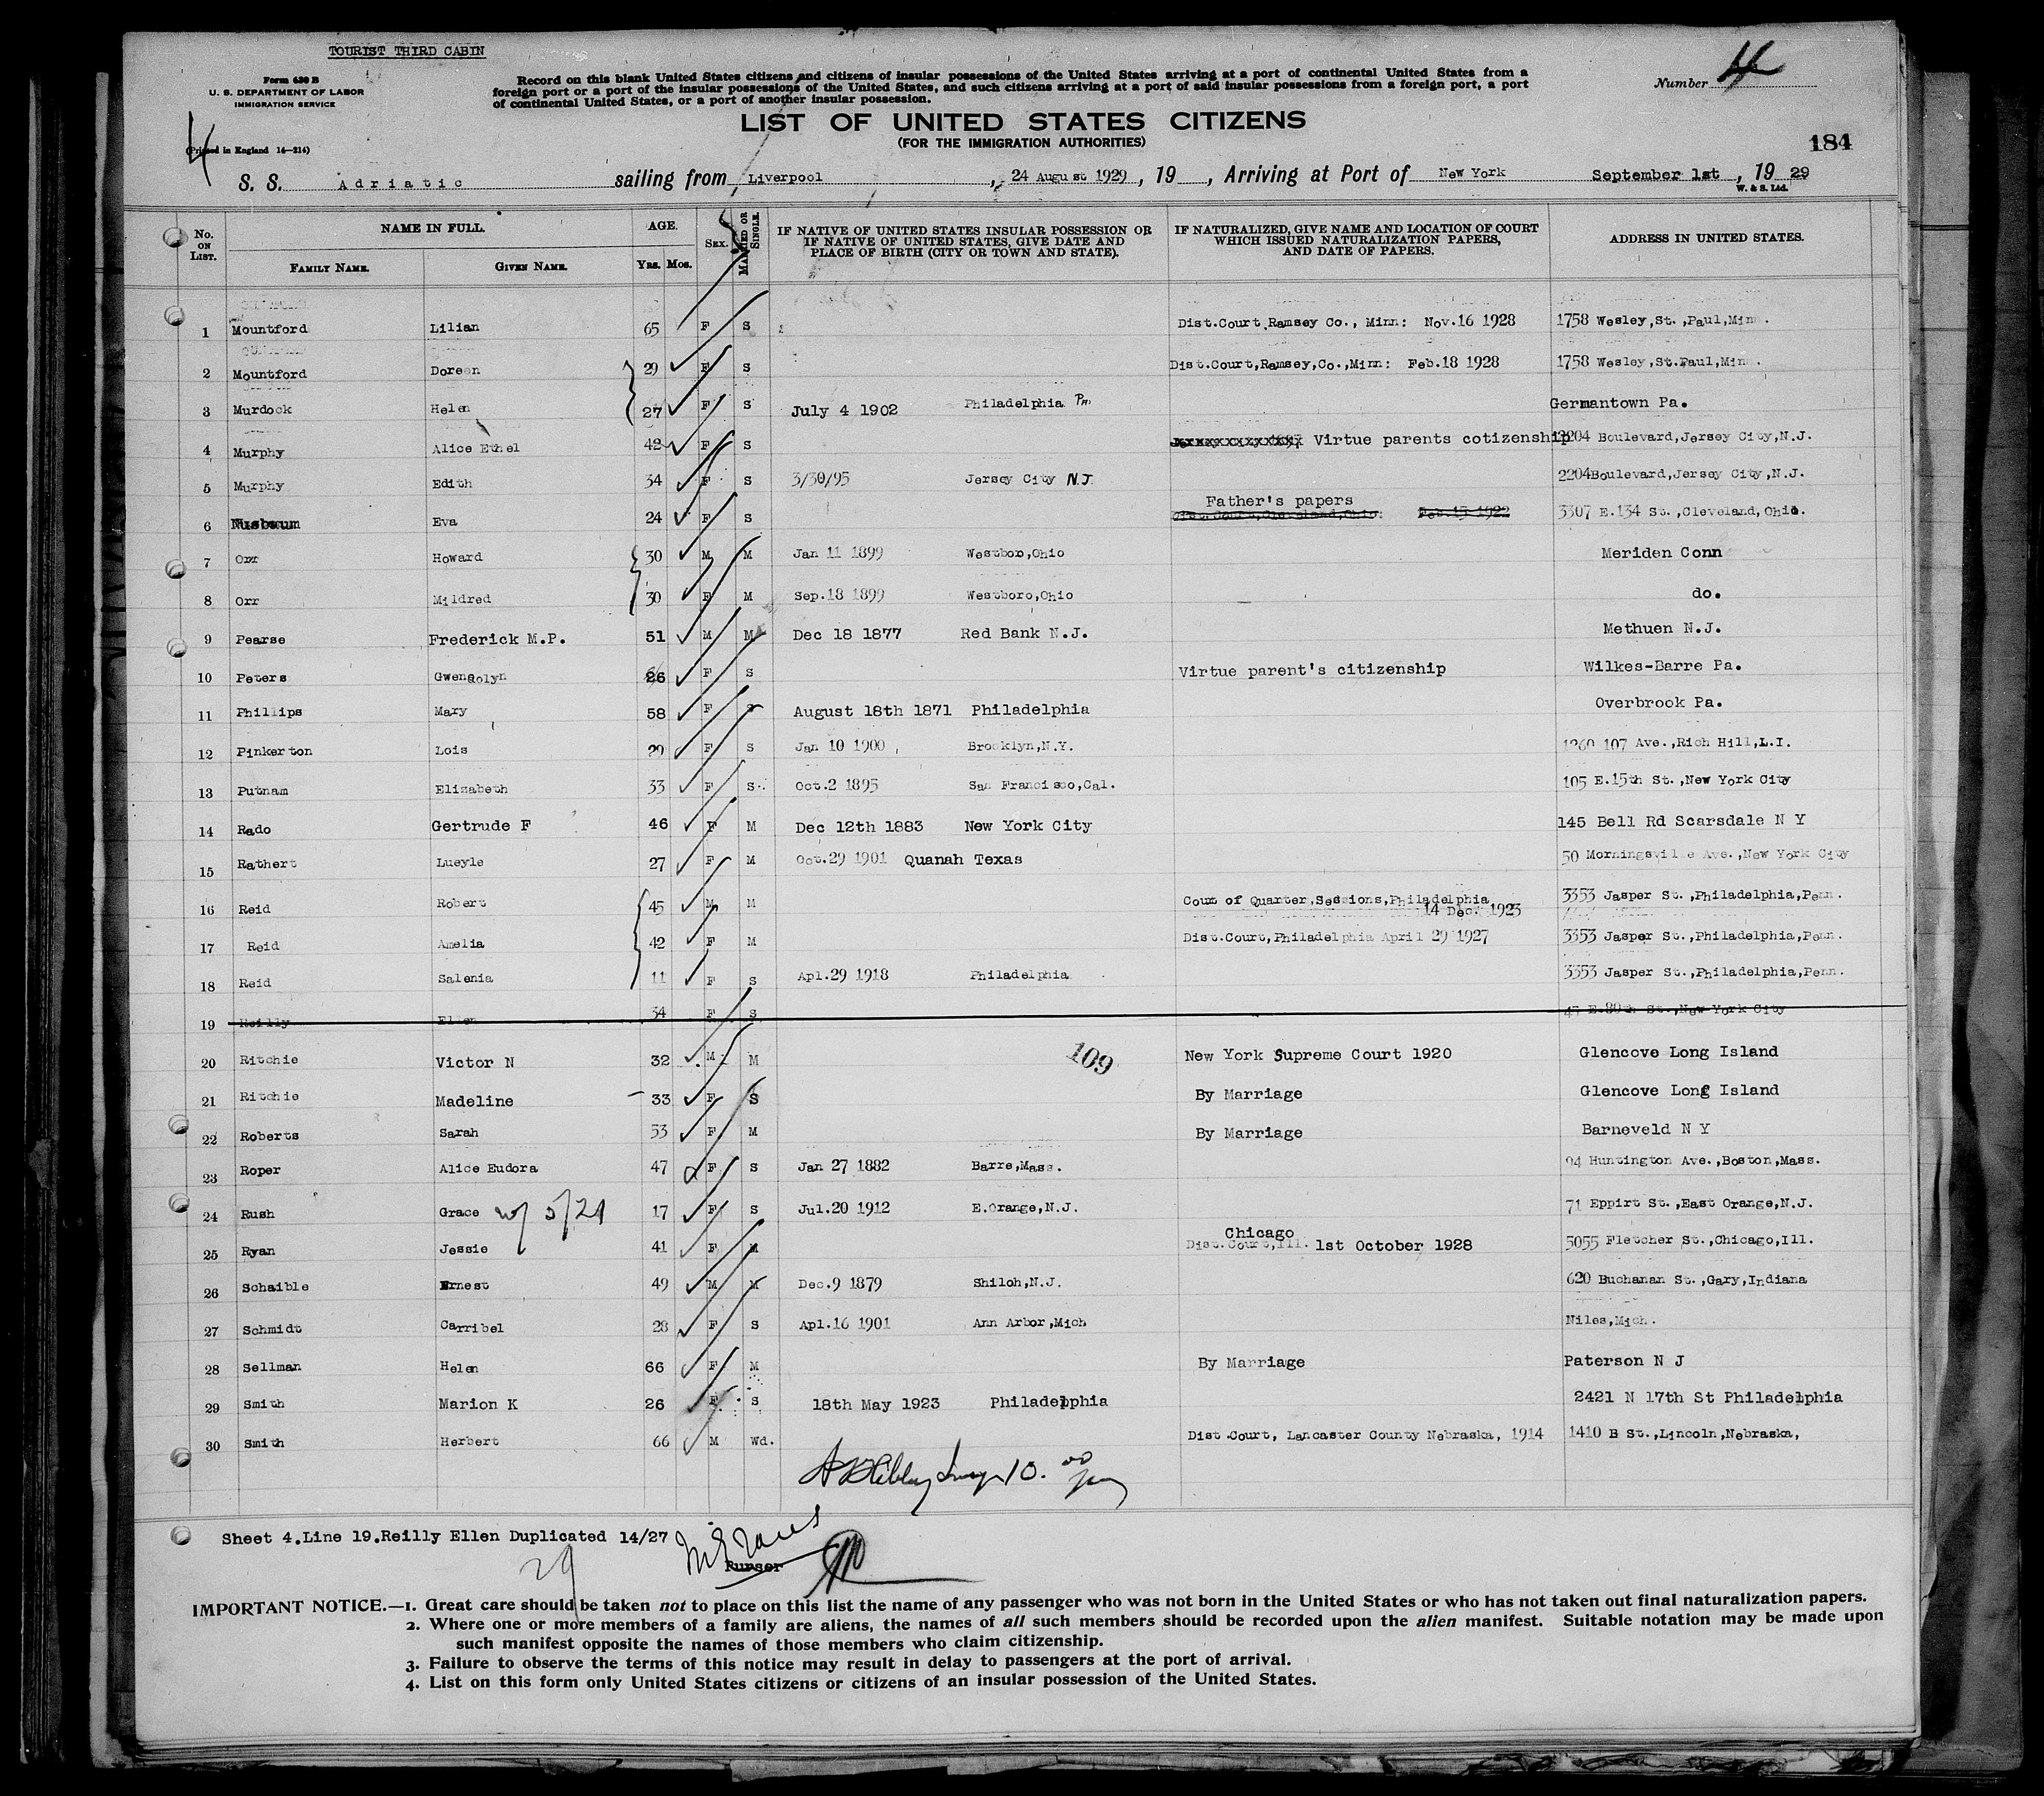 TOURIST THIRD CABIN
Form 630 B
U. S. DEPARTMENT OF LABOR
IMMIGRATION SERVICE
(Printed in England 14—214)
4
Record on this blank United States citizens and citizens of insular possessions of the United States arriving at a port of continental United States from a
foreign port or a port of the insular possessions of the United States, and such citizens arriving at a port of said insular possessions from a foreign port, a port
of continental United States, or a port of another insular possession.
Number 4
LIST OF UNITED STATES CITIZENS
(FOR THE IMMIGRATION AUTHORITIES)
184
S. S. Adriatic sailing from, Liverpool, 24 August 1929, 19 , Arriving at Port of New York September 1st, 19 29
W. & S. Ltd.
No. ON LIST. NAME IN FULL. AGE. SEX. MARRIED OR SINGLE. IF NATIVE OF UNITED STATES INSULAR POSSESSION OR IF NATIVE OF UNITED STATES, GIVE DATE AND PLACE OF BIRTH (CITY OR TOWN AND STATE). IF NATURALIZED, GIVE NAME AND LOCATION OF COURT WHICH ISSUED NATURALIZATION PAPERS, AND DATE OF PAPERS. ADDRESS IN UNITED STATES.
FAMILY NAME. GIVEN NAME. Yrs. Mos.
1 Mountford Lilian 65 F S Dist.Court,Ramsey Co., Minn: Nov.16 1928 1758 Wesley,St.,Paul,Minn.
2 Mountford Doreen 29 F S Dist.Court,Ramsey,Co.,Minn: Feb.18 1928 1758 Wesley,St.Paul,Min.
3 Murdock Helen 27 F S July 4 1902 Philadelphia Pa. Germantown Pa.
4 Murphy Alice Ethel 42 F S Virtue parents cotizenship 2204 Boulevard,Jersey City,N.J.
5 Murphy Edith 34 F S 3/30/95 Jersey City N.J. 2204Boulevard,Jersey City,N.J.
6 Nusbaum Eva 24 F S Father's papers Dist.Court,Cleveland,Ohio: Feb.15 1922 3307 E.134 St.,Cleveland,Ohio.
7 Orr Howard 30 M M Jan 11 1899 Westboro,Ohio Meriden Conn
8 Orr Mildred 30 F M Sep.18 1899 Westboro,Ohio do.
9 Pearse Frederick M.P. 51 M M Dec 18 1877 Red Bank N.J. Methuen N.J.
10 Peters Gwendolyn 26 F S Virtue parent's citizenship Wilkes-Barre Pa.
11 Phillips Mary 58 F S August 18th 1871 Philadelphia Overbrook Pa.
12 Pinkerton Lois 29 F S Jan 10 1900 Brooklyn,N.Y. 107 Ave.,Rich Hill,L.I.
13 Putnam Elizabeth 33 F S Oct.2 1895 San Francisco,Cal. 105 E.15th St.,New York City
14 Rado Gertrude F 46 F M Dec 12th 1883 New York City 145 Bell Rd Scarsdale N Y
15 Rathert Lueyle 27 F M Oct.29 1901 Quanah Texas 50 Morningsville Ave.,New York City
16 Reid Robert 45 M M Court of Quarter,Sessions,Philadelphia 14 Dec. 1923 3353 Jasper St.,Philadelphia,Penn.
17 Reid Amelia 42 F M Dist.Court,Philadelphia April 29 1927 3353 Jasper St.,Philadelphia,Penn.
18 Reid Salenia 11 F S Apl.29 1918 Philadelphia 3353 Jasper St.,Philadelphia,Penn.
19 Reilly Ellen 34 F S 47 E.80th St.,New York City
20 Ritchie Victor N 32 M M 109 New York Supreme Court 1920 Glencove Long Island
21 Ritchie Madeline 33 F S By Marriage Glencove Long Island
22 Roberts Sarah 53 F M By Marriage Barneveld N Y
23 Roper Alice Eudora 47 F S Jan 27 1882 Barre,Mass. 94 Huntington Ave.,Boston,Mass.
24 Rush Grace 17 F S Jul.20 1912 E.Orange,N.J. 71 Eppirt St.,East Orange,N.J.
25 Ryan Jessie 41 F M Chicago Dist.Court,Ill. 1st October 1928 5055 Fletcher St.,Chicago,Ill.
26 Schaible Ernest 49 M M Dec.9 1879 Shiloh,N.J. 620 Buchanan St.,Gary,Indiana
27 Schmidt Carribel 28 F S Apl.16 1901 Ann Arbor,Mich Niles,Mich.
28 Sellman Helen 66 F M By Marriage Paterson N J
29 Smith Marion K 26 F S 18th May 1923 Philadelpphia 2421 N 17th St Philadelphia
30 Smith Herbert 66 M Wd. Dist.Court, Lancaster County Nebraska, 1914 1410 B St.,Lincoln,Nebraska,
Sheet 4.Line 19.Reilly Ellen Duplicated 14/27
29
Purser
IMPORTANT NOTICE.—1. Great care should be taken not to place on this list the name of any passenger who was not born in the United States or who has not taken out final naturalization papers.
2. Where one or more members of a family are aliens, the names of all such members should be recorded upon the alien manifest. Suitable notation may be made upon
such manifest opposite the names of those members who claim citizenship.
3. Failure to observe the terms of this notice may result in delay to passengers at the port of arrival.
4. List on this form only United States citizens or citizens of an insular possession of the United States.